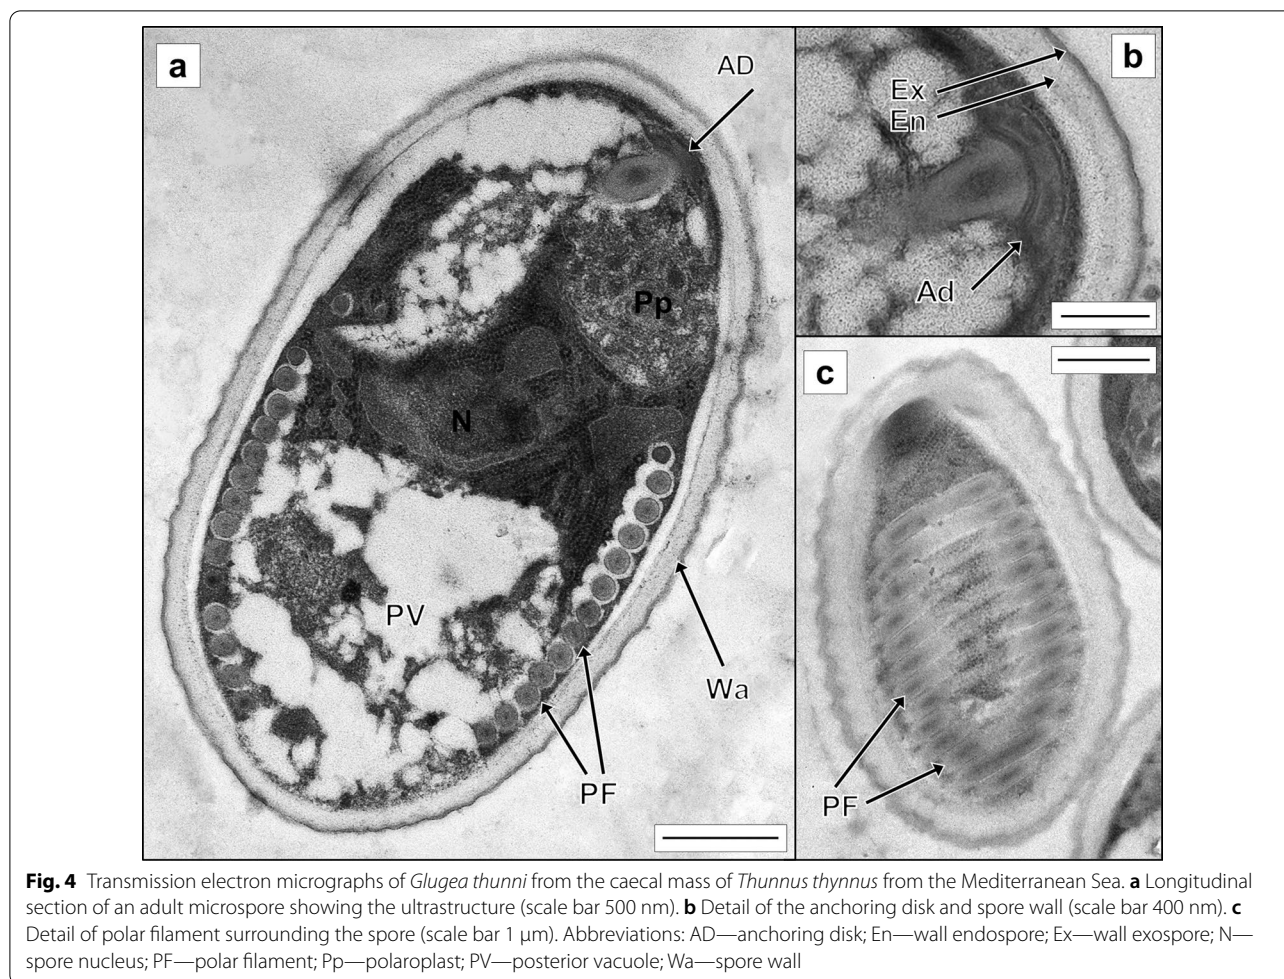 a
AD
Pp
N
PV
Wa
PF
b
Ex
En
Ad
c
PF
Fig. 4 Transmission electron micrographs of Glugea thunni from the caecal mass of Thunnus thynnus from the Mediterranean Sea. a Longitudinal
section of an adult microspore showing the ultrastructure (scale bar 500 nm). b Detail of the anchoring disk and spore wall (scale bar 400 nm). c
Detail of polar filament surrounding the spore (scale bar 1 µm). Abbreviations: AD—anchoring disk; En—wall endospore; Ex—wall exospore; N—
spore nucleus; PF—polar filament; Pp—polaroplast; PV—posterior vacuole; Wa—spore wall